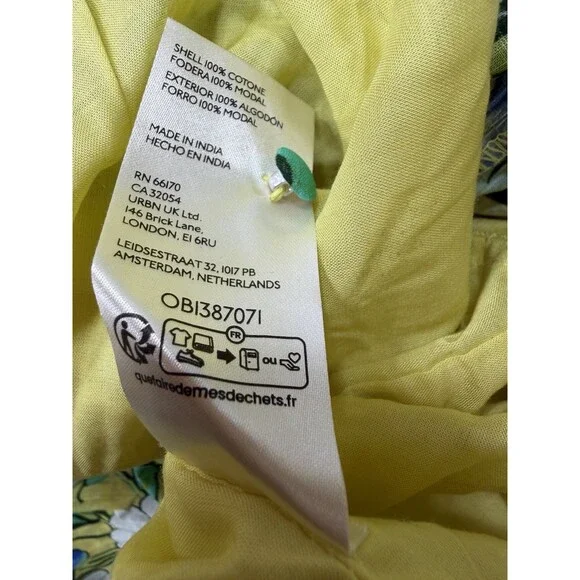 SHELL 100% COTONE
FODERA 100% MODAL
EXTERIOR 100% ALGODÓN
FORRO 100% MODAL
MADE IN INDIA
HECHO EN INDIA
RN 66170
CA 32054
URBN UK Ltd.
146 Brick Lane,
LONDON, E1 6RU
LEIDSESTRAAT 32, 1017 PB
AMSTERDAM, NETHERLANDS
OB1387071
FR
ou
quefairedemesdechets.fr